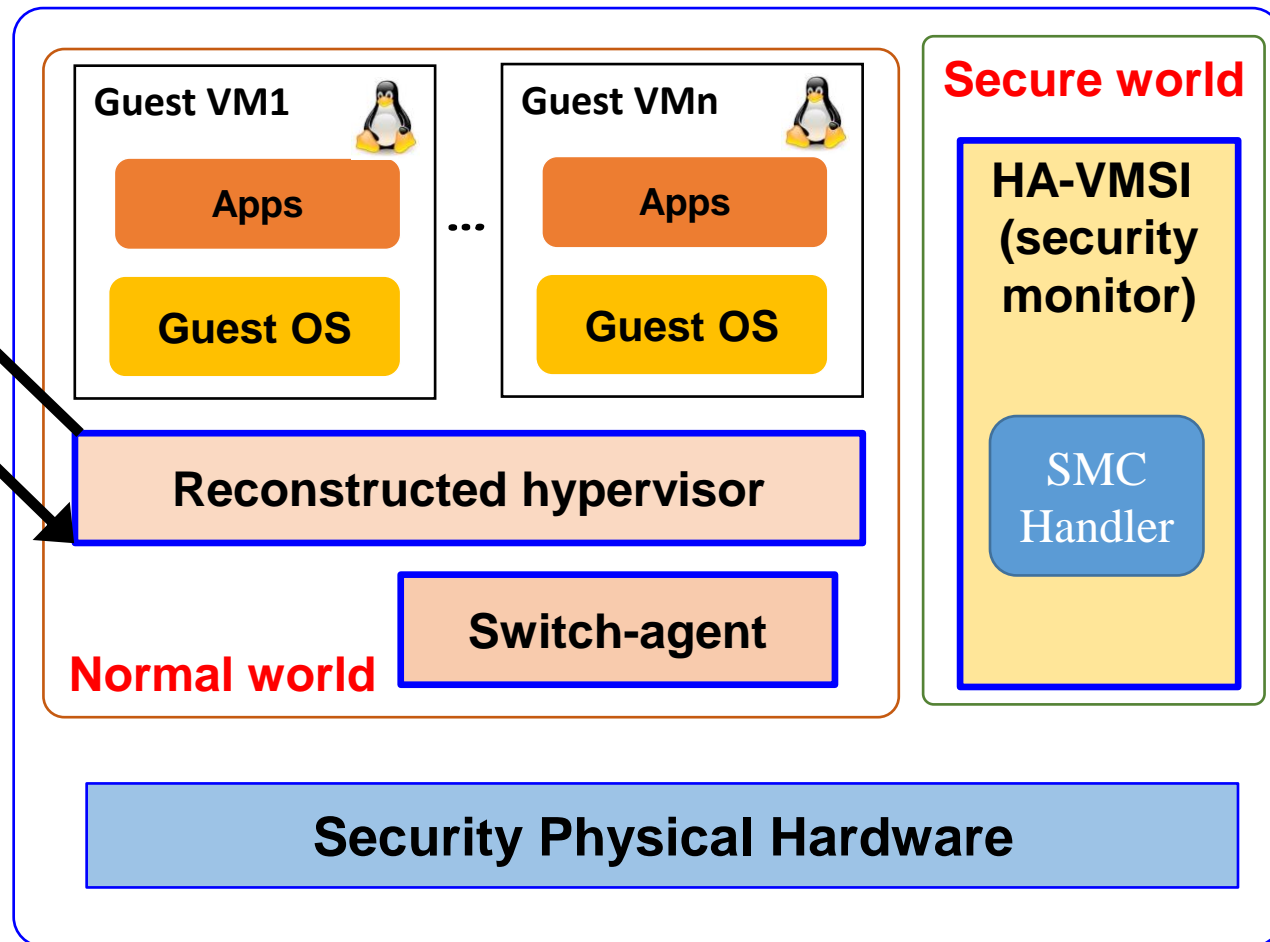 Guest VM1
Apps
Guest OS
...
Guest VMn
Apps
Guest OS
Reconstructed hypervisor
Switch-agent
Normal world
Secure world
HA-VMSI
(security
monitor)
SMC
Handler
Security Physical Hardware